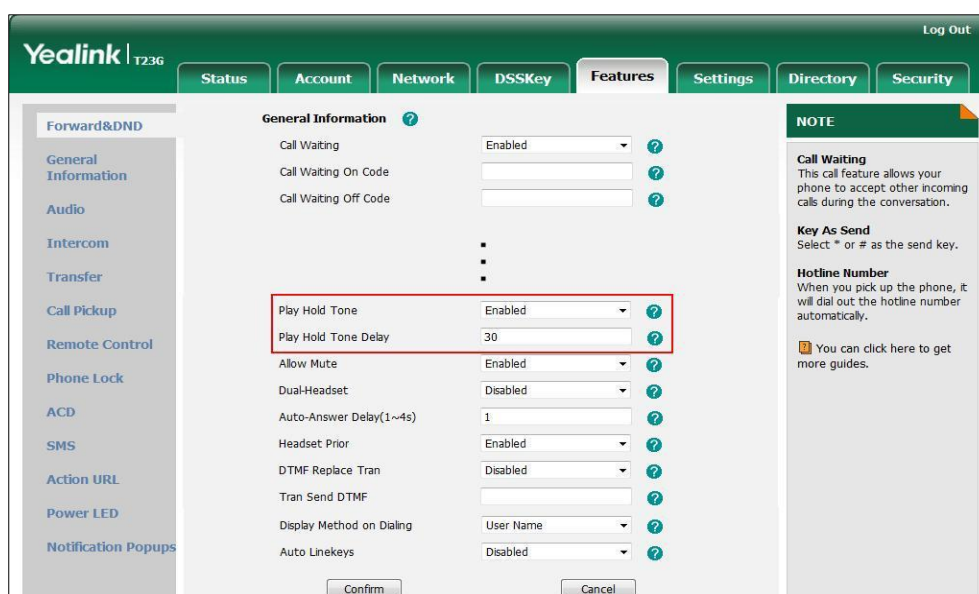 Log Out
Yealink T23G
Status Account Network DSSKey Features Settings Directory Security
Forward&DND
General
Information
Audio
Intercom
Transfer
Call Pickup
Remote Control
Phone Lock
ACD
SMS
Action URL
Power LED
Notification Popups
General Information ?
Call Waiting Enabled ?
Call Waiting On Code ?
Call Waiting Off Code ?
Play Hold Tone Enabled ?
Play Hold Tone Delay 30 ?
Allow Mute Enabled ?
Dual-Headset Disabled ?
Auto-Answer Delay(1~4s) 1 ?
Headset Prior Enabled ?
DTMF Replace Tran Disabled ?
Tran Send DTMF ?
Display Method on Dialing User Name ?
Auto Linekeys Disabled ?
Confirm Cancel
NOTE
Call Waiting
This call feature allows your
phone to accept other incoming
calls during the conversation.
Key As Send
Select * or # as the send key.
Hotline Number
When you pick up the phone, it
will dial out the hotline number
automatically.
? You can click here to get
more guides.